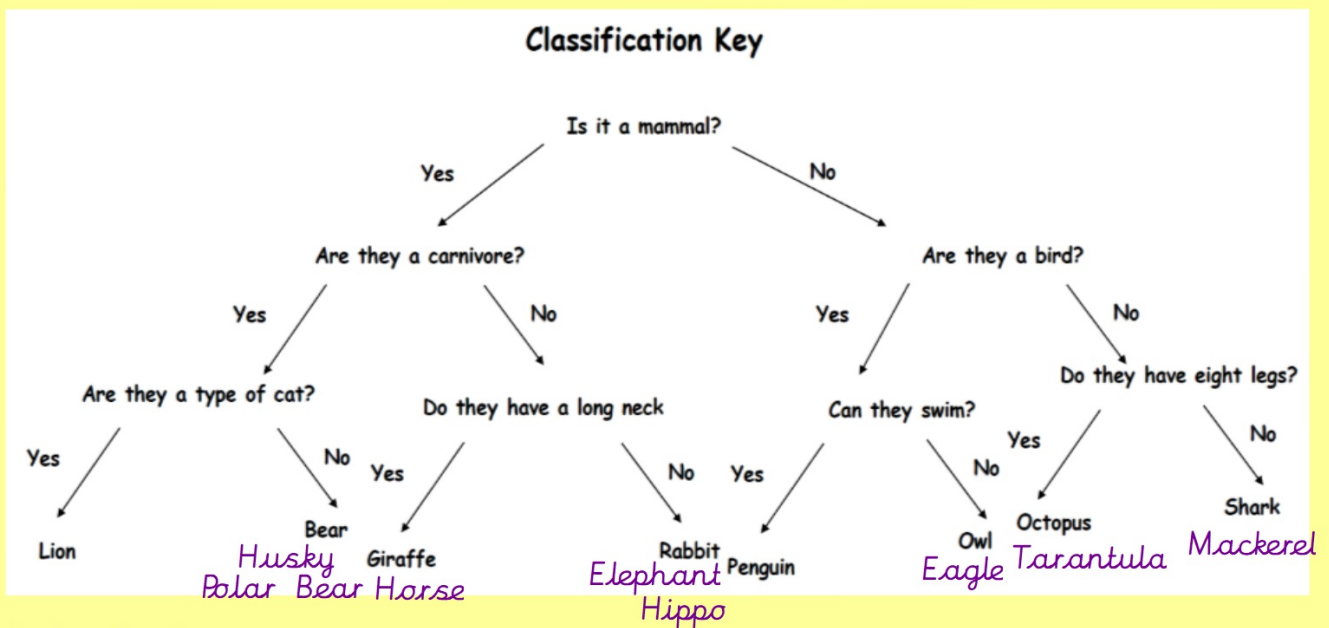 Classification Key
Is it a mammal?
Yes
No
Are they a carnivore?
Are they a bird?
Yes
No
Yes
No
Are they a type of cat?
Do they have a long neck
Can they swim?
Do they have eight legs?
Yes
No
Yes
No
Yes
No
Yes
No
Lion
Bear
Husky
Polar Bear
Giraffe
Horse
Rabbit
Elephant
Hippo
Penguin
Owl
Eagle
Octopus
Tarantula
Shark
Mackerel